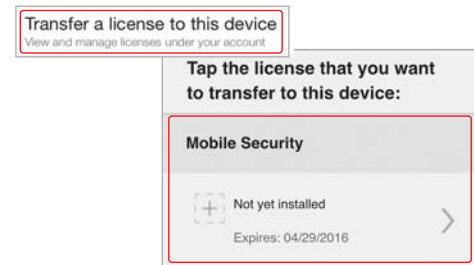 Transfer a license to this device
View and manage licenses under your account
Tap the license that you want
to transfer to this device:
Mobile Security
Not yet installed
Expires: 04/29/2016